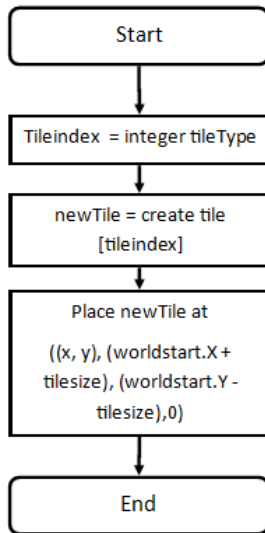 Start
Tileindex = integer tileType
newTile = create tile
[tileindex]
Place newTile at
((x, y), (worldstart.X +
tilesize), (worldstart.Y -
tilesize),0)
End